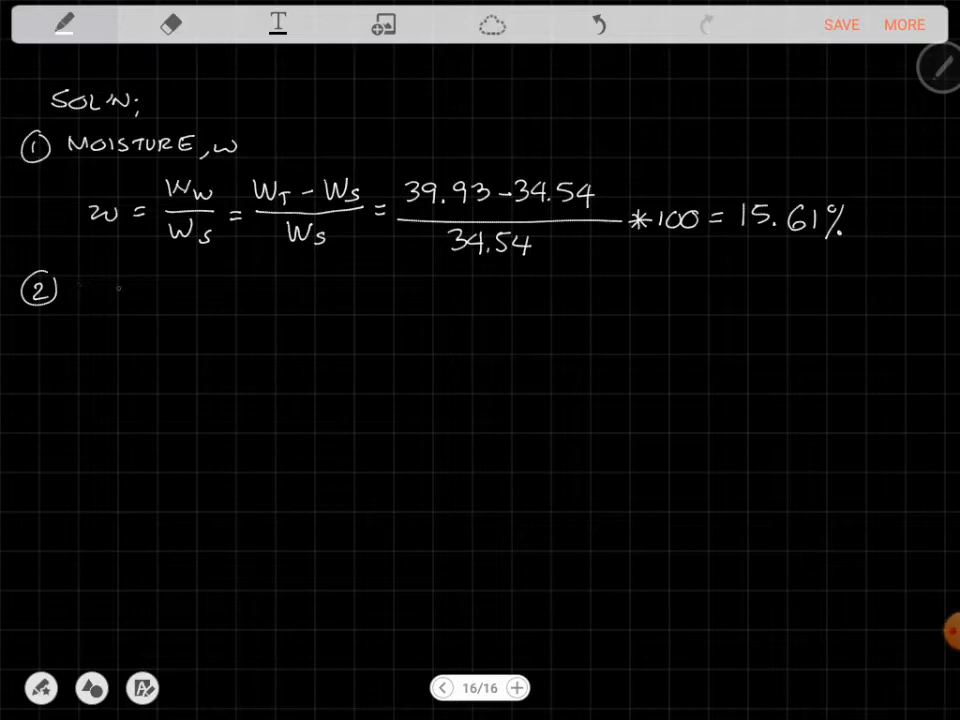 T SAVE MORE
SOL'N;
① MOISTURE, w
w = Ww/Ws = (WT - Ws)/Ws = (39.93 - 34.54)/34.54 * 100 = 15.61%
②
A 16/16